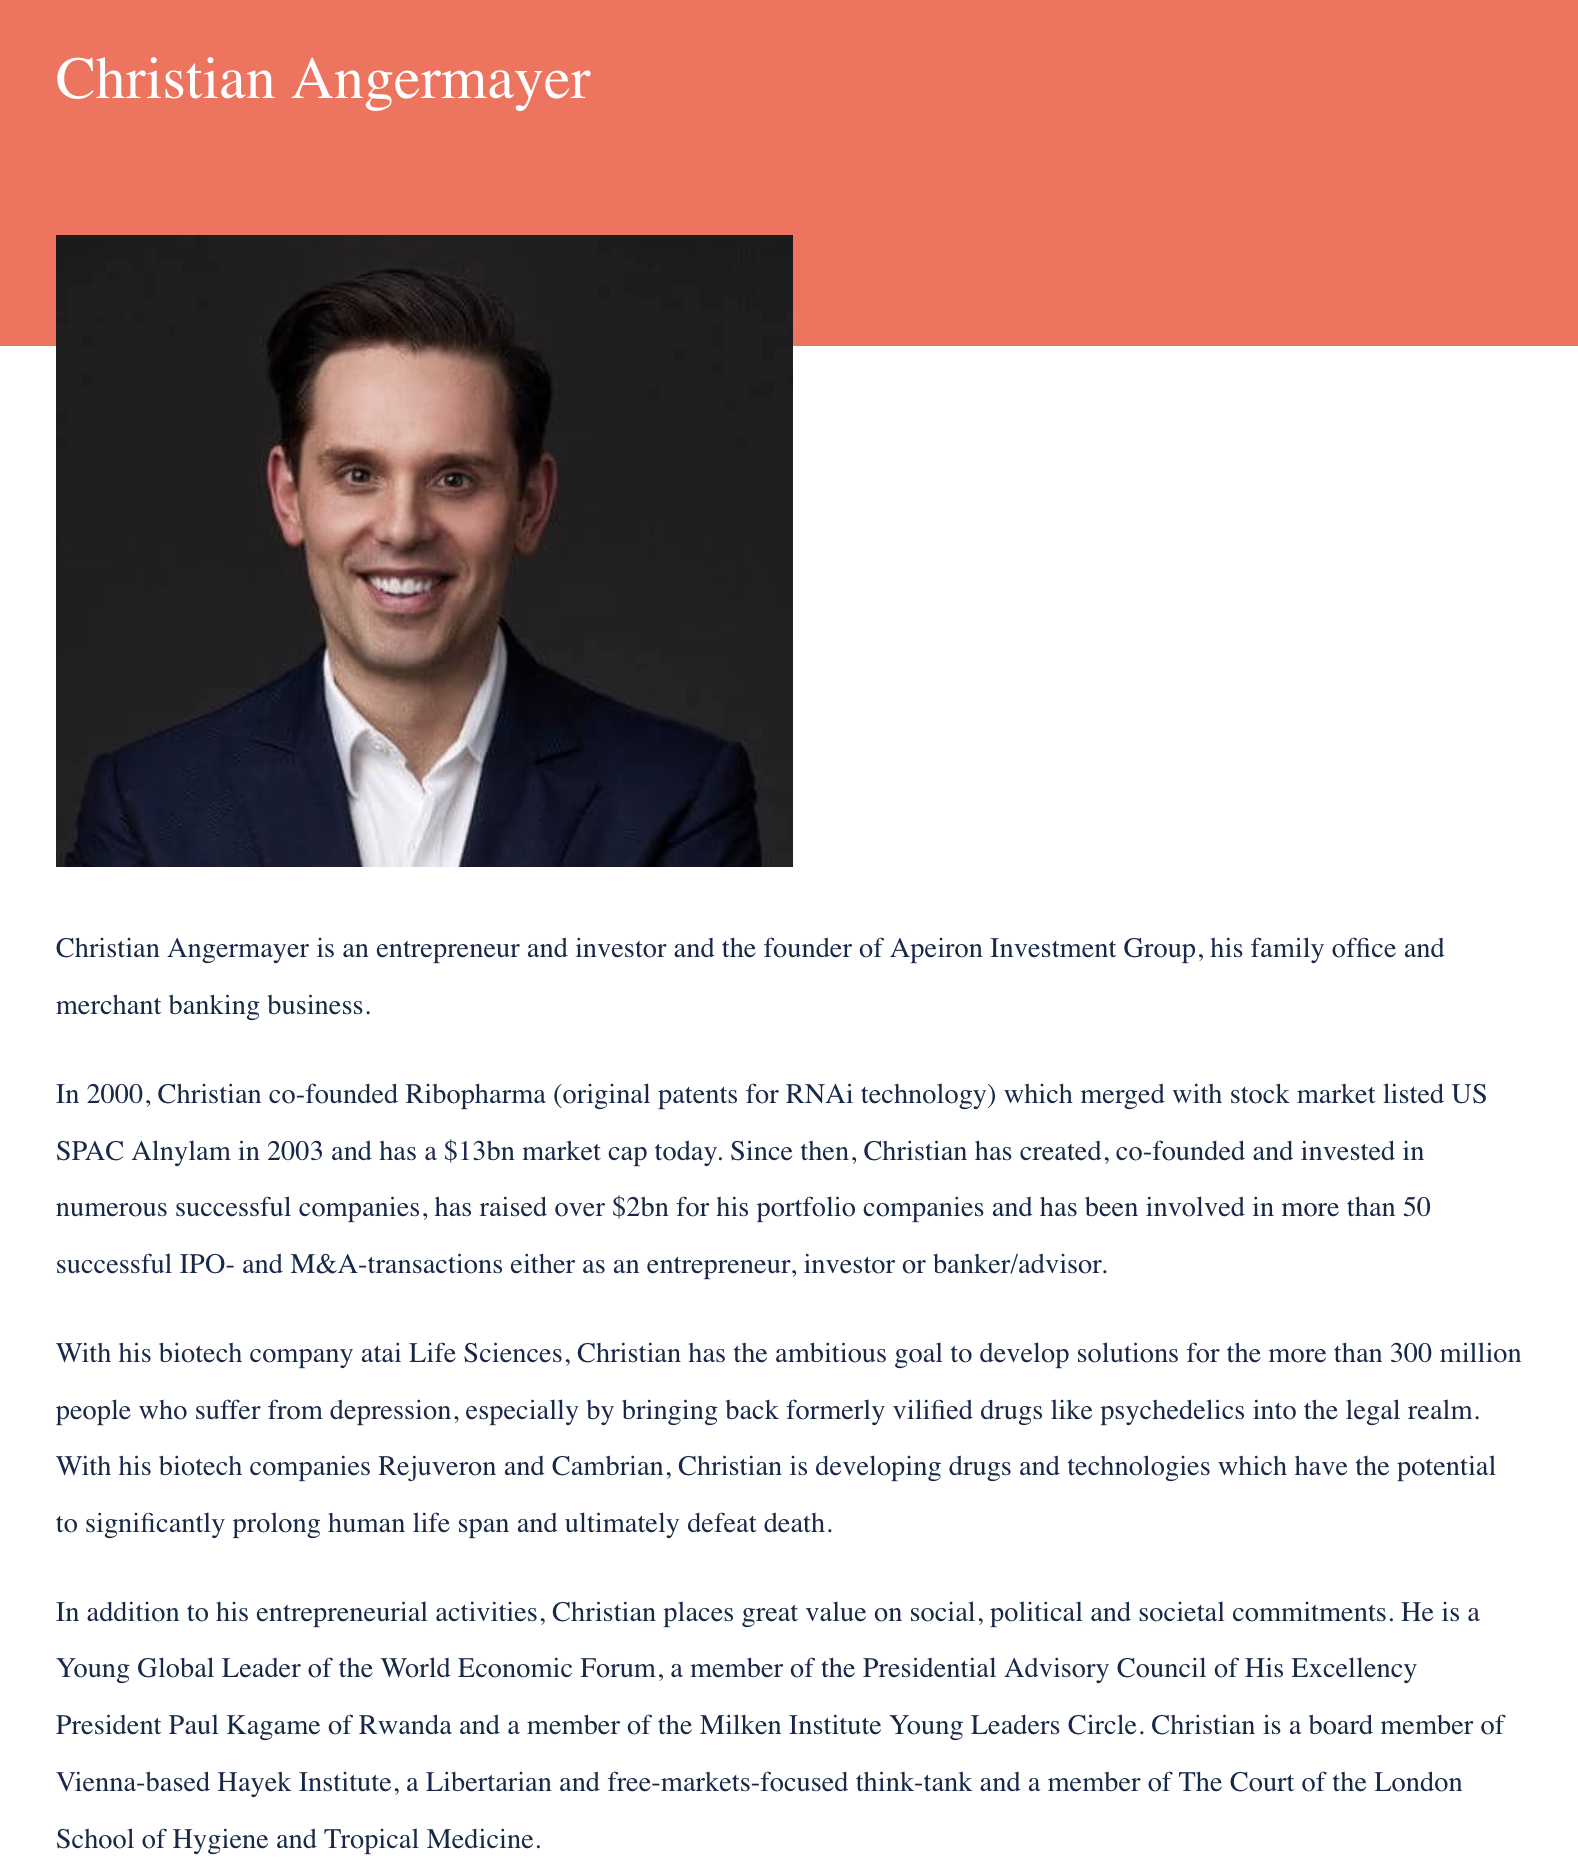 Christian Angermayer
Christian Angermayer is an entrepreneur and investor and the founder of Apeiron Investment Group, his family office and
merchant banking business.
In 2000, Christian co-founded Ribopharma (original patents for RNAi technology) which merged with stock market listed US
SPAC Alnylam in 2003 and has a $13bn market cap today. Since then, Christian has created, co-founded and invested in
numerous successful companies, has raised over $2bn for his portfolio companies and has been involved in more than 50
successful IPO- and M&A-transactions either as an entrepreneur, investor or banker/advisor.
With his biotech company atai Life Sciences, Christian has the ambitious goal to develop solutions for the more than 300 million
people who suffer from depression, especially by bringing back formerly vilified drugs like psychedelics into the legal realm.
With his biotech companies Rejuveron and Cambrian, Christian is developing drugs and technologies which have the potential
to significantly prolong human life span and ultimately defeat death.
In addition to his entrepreneurial activities, Christian places great value on social, political and societal commitments. He is a
Young Global Leader of the World Economic Forum, a member of the Presidential Advisory Council of His Excellency
President Paul Kagame of Rwanda and a member of the Milken Institute Young Leaders Circle. Christian is a board member of
Vienna-based Hayek Institute, a Libertarian and free-markets-focused think-tank and a member of The Court of the London
School of Hygiene and Tropical Medicine.